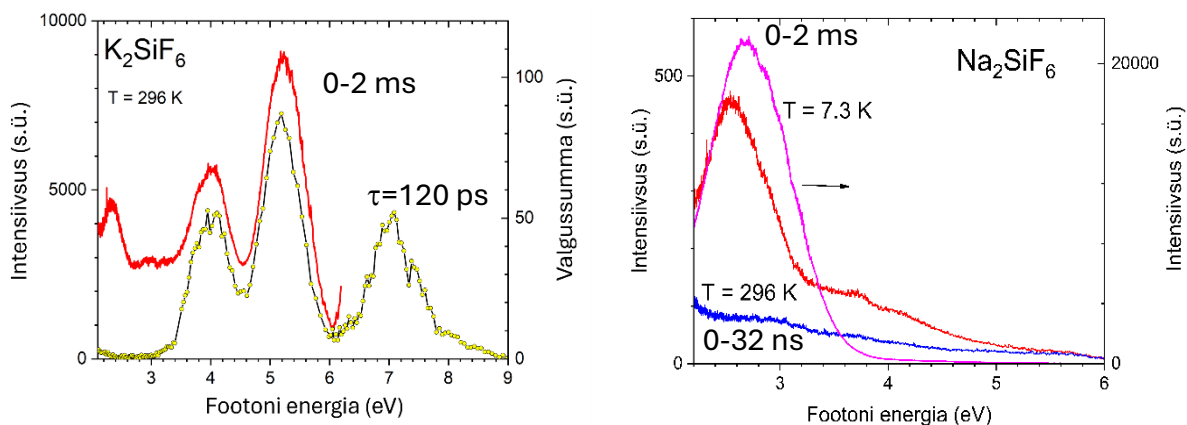 K₂SiF₆
T = 296 K
0-2 ms
τ=120 ps
Intensiivsus (s.ü.)
10000
5000
0
Valgussumma (s.ü.)
100
50
0
3 4 5 6 7 8 9
Footoni energia (eV)
0-2 ms
Na₂SiF₆
T = 7.3 K
T = 296 K
0-32 ns
Intensiivsus (s.ü.)
500
0
Intensiivsus (s.ü.)
20000
0
3 4 5 6
Footoni energia (eV)